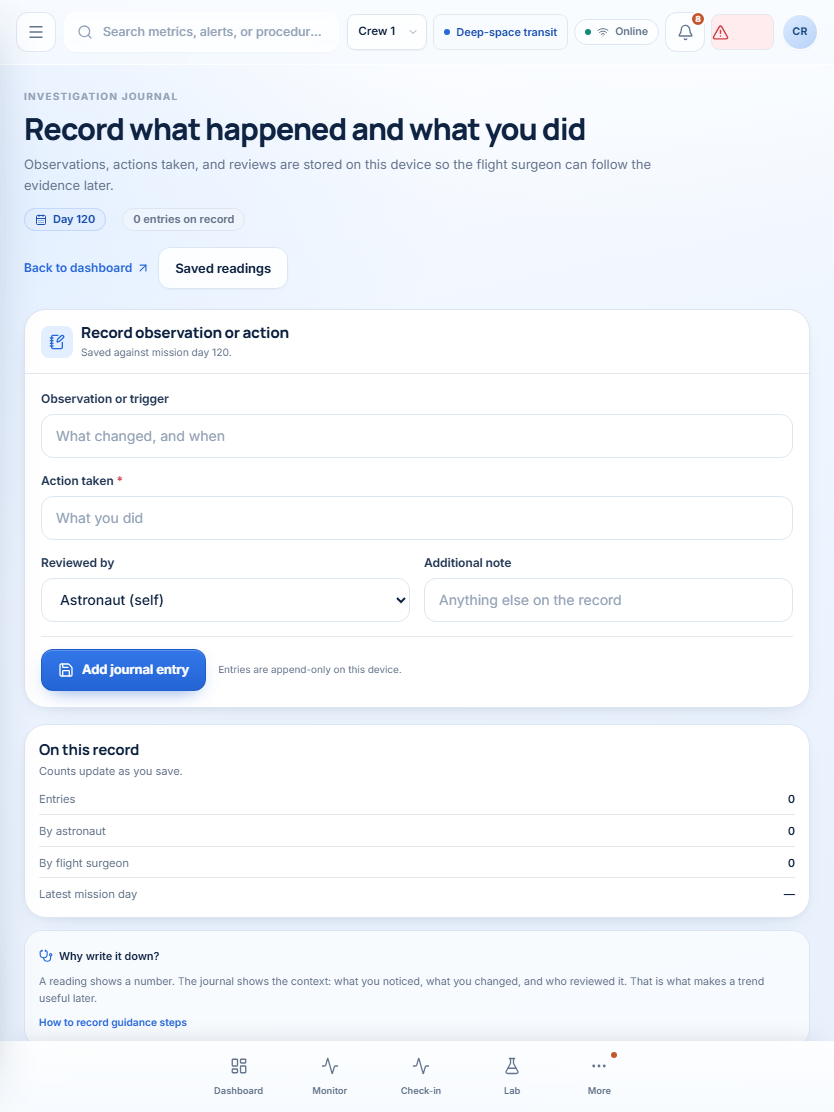 Search metrics, alerts, or procedur...
Crew 1
Deep-space transit
Online
8
CR
INVESTIGATION JOURNAL
Record what happened and what you did
Observations, actions taken, and reviews are stored on this device so the flight surgeon can follow the
evidence later.
Day 120
0 entries on record
Back to dashboard
Saved readings
Record observation or action
Saved against mission day 120.
Observation or trigger
What changed, and when
Action taken *
What you did
Reviewed by
Additional note
Astronaut (self)
Anything else on the record
Add journal entry
Entries are append-only on this device.
On this record
Counts update as you save.
Entries 0
By astronaut 0
By flight surgeon 0
Latest mission day —
Why write it down?
A reading shows a number. The journal shows the context: what you noticed, what you changed, and who reviewed it. That is what makes a trend
useful later.
How to record guidance steps
Dashboard
Monitor
Check-in
Lab
More